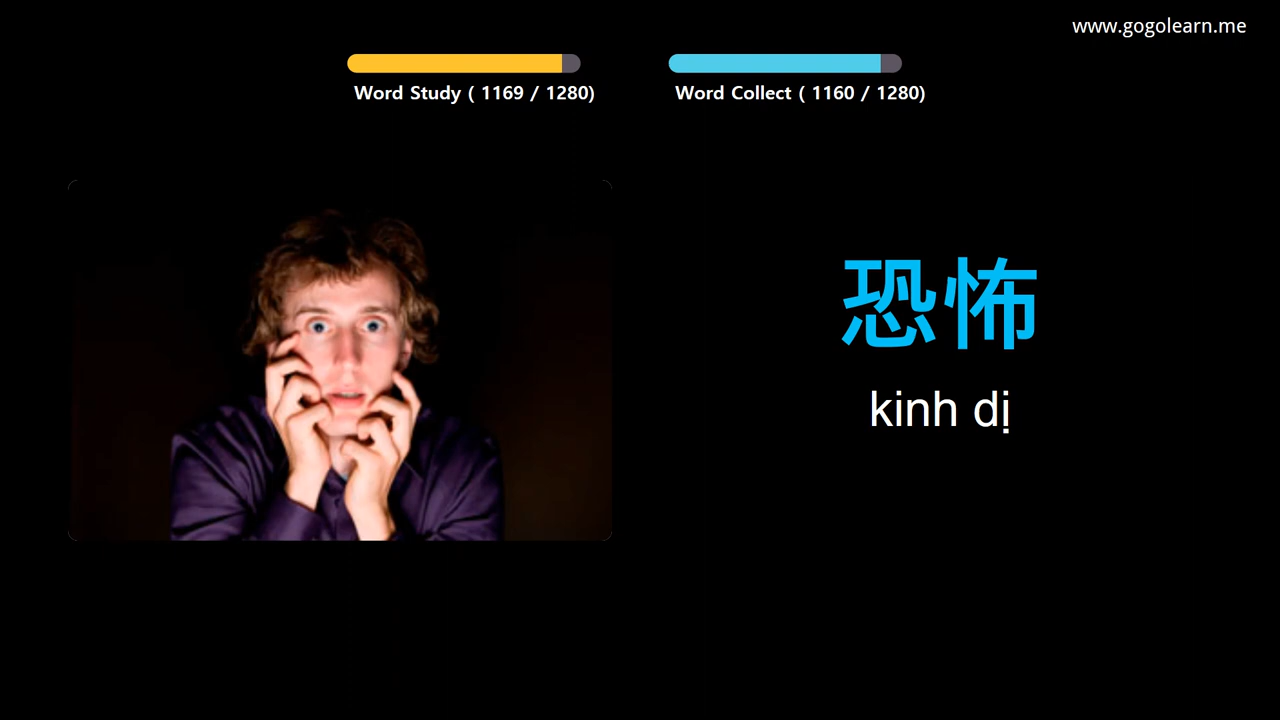 www.gogolearn.me
Word Study ( 1169 / 1280)
Word Collect ( 1160 / 1280)
恐怖
kinh dị